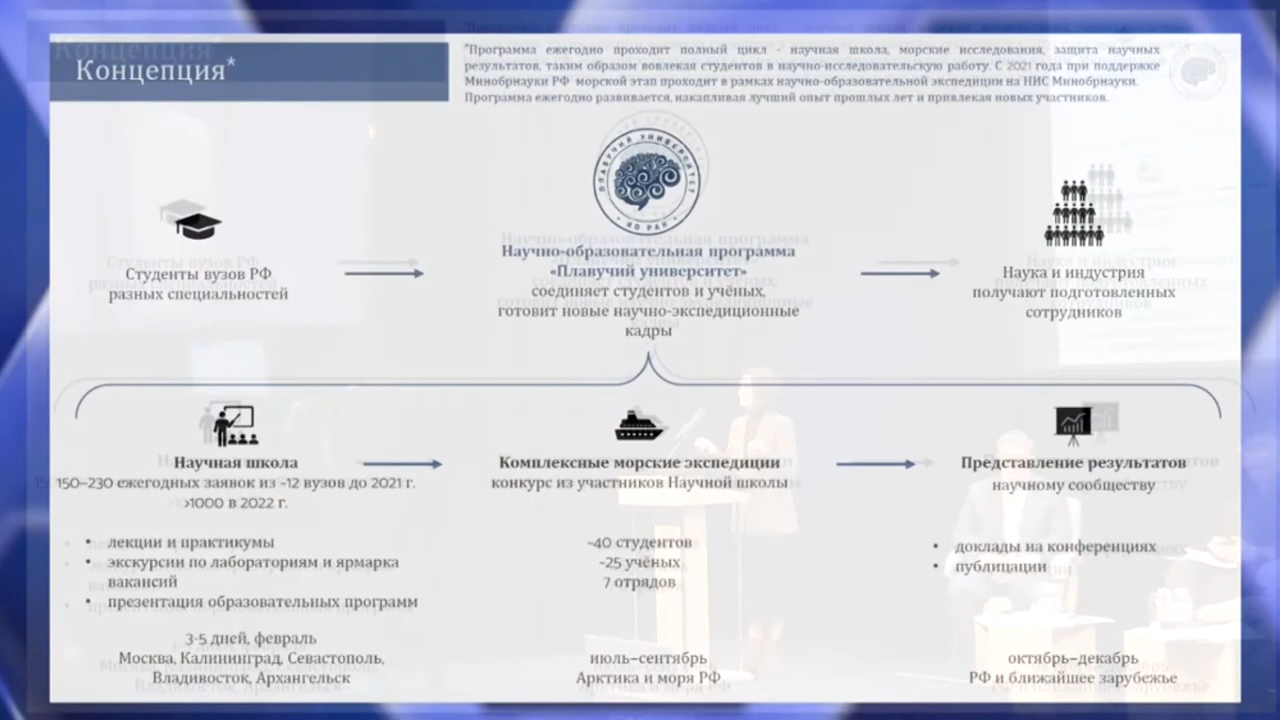 Концепция*
*Программа ежегодно проходит полный цикл - научная школа, морские исследования, защита научных
результатов, таким образом вовлекая студентов в научно-исследовательскую работу. С 2021 года при поддержке
Минобрнауки РФ морской этап проходит в рамках научно-образовательной экспедиции на НИС Минобрнауки.
Программа ежегодно развивается, накапливая лучший опыт прошлых лет и привлекая новых участников.
ПЛАВУЧИЙ УНИВЕРСИТЕТ
• ИО РАН •
Студенты вузов РФ
разных специальностей
Научно-образовательная программа
«Плавучий университет»
соединяет студентов и учёных,
готовит новые научно-экспедиционные
кадры
Наука и индустрия
получают подготовленных
сотрудников
Научная школа
150–230 ежегодных заявок из ~12 вузов до 2021 г.
>1000 в 2022 г.
• лекции и практикумы
• экскурсии по лабораториям и ярмарка
вакансий
• презентация образовательных программ
3-5 дней, февраль
Москва, Калининград, Севастополь,
Владивосток, Архангельск
Комплексные морские экспедиции
конкурс из участников Научной школы
~40 студентов
~25 учёных
7 отрядов
июль–сентябрь
Арктика и моря РФ
Представление результатов
научному сообществу
• доклады на конференциях
• публикации
октябрь–декабрь
РФ и ближайшее зарубежье